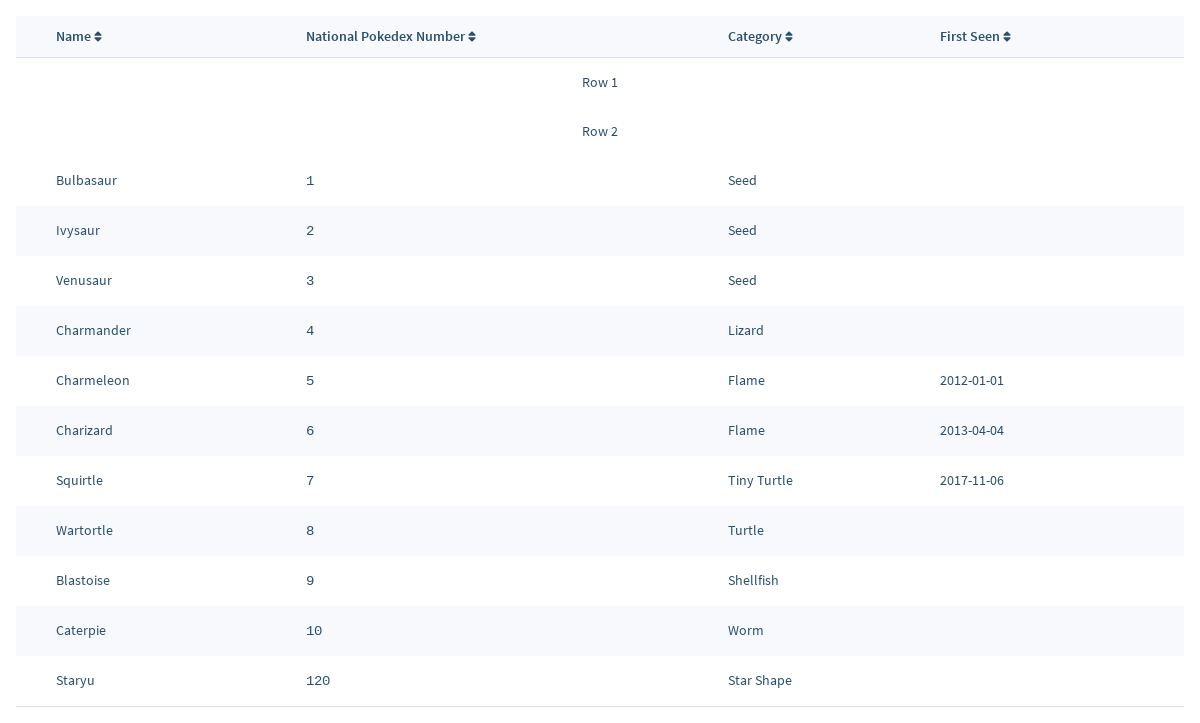 Name National Pokedex Number Category First Seen
Row 1
Row 2
Bulbasaur 1 Seed
Ivysaur 2 Seed
Venusaur 3 Seed
Charmander 4 Lizard
Charmeleon 5 Flame 2012-01-01
Charizard 6 Flame 2013-04-04
Squirtle 7 Tiny Turtle 2017-11-06
Wartortle 8 Turtle
Blastoise 9 Shellfish
Caterpie 10 Worm
Staryu 120 Star Shape